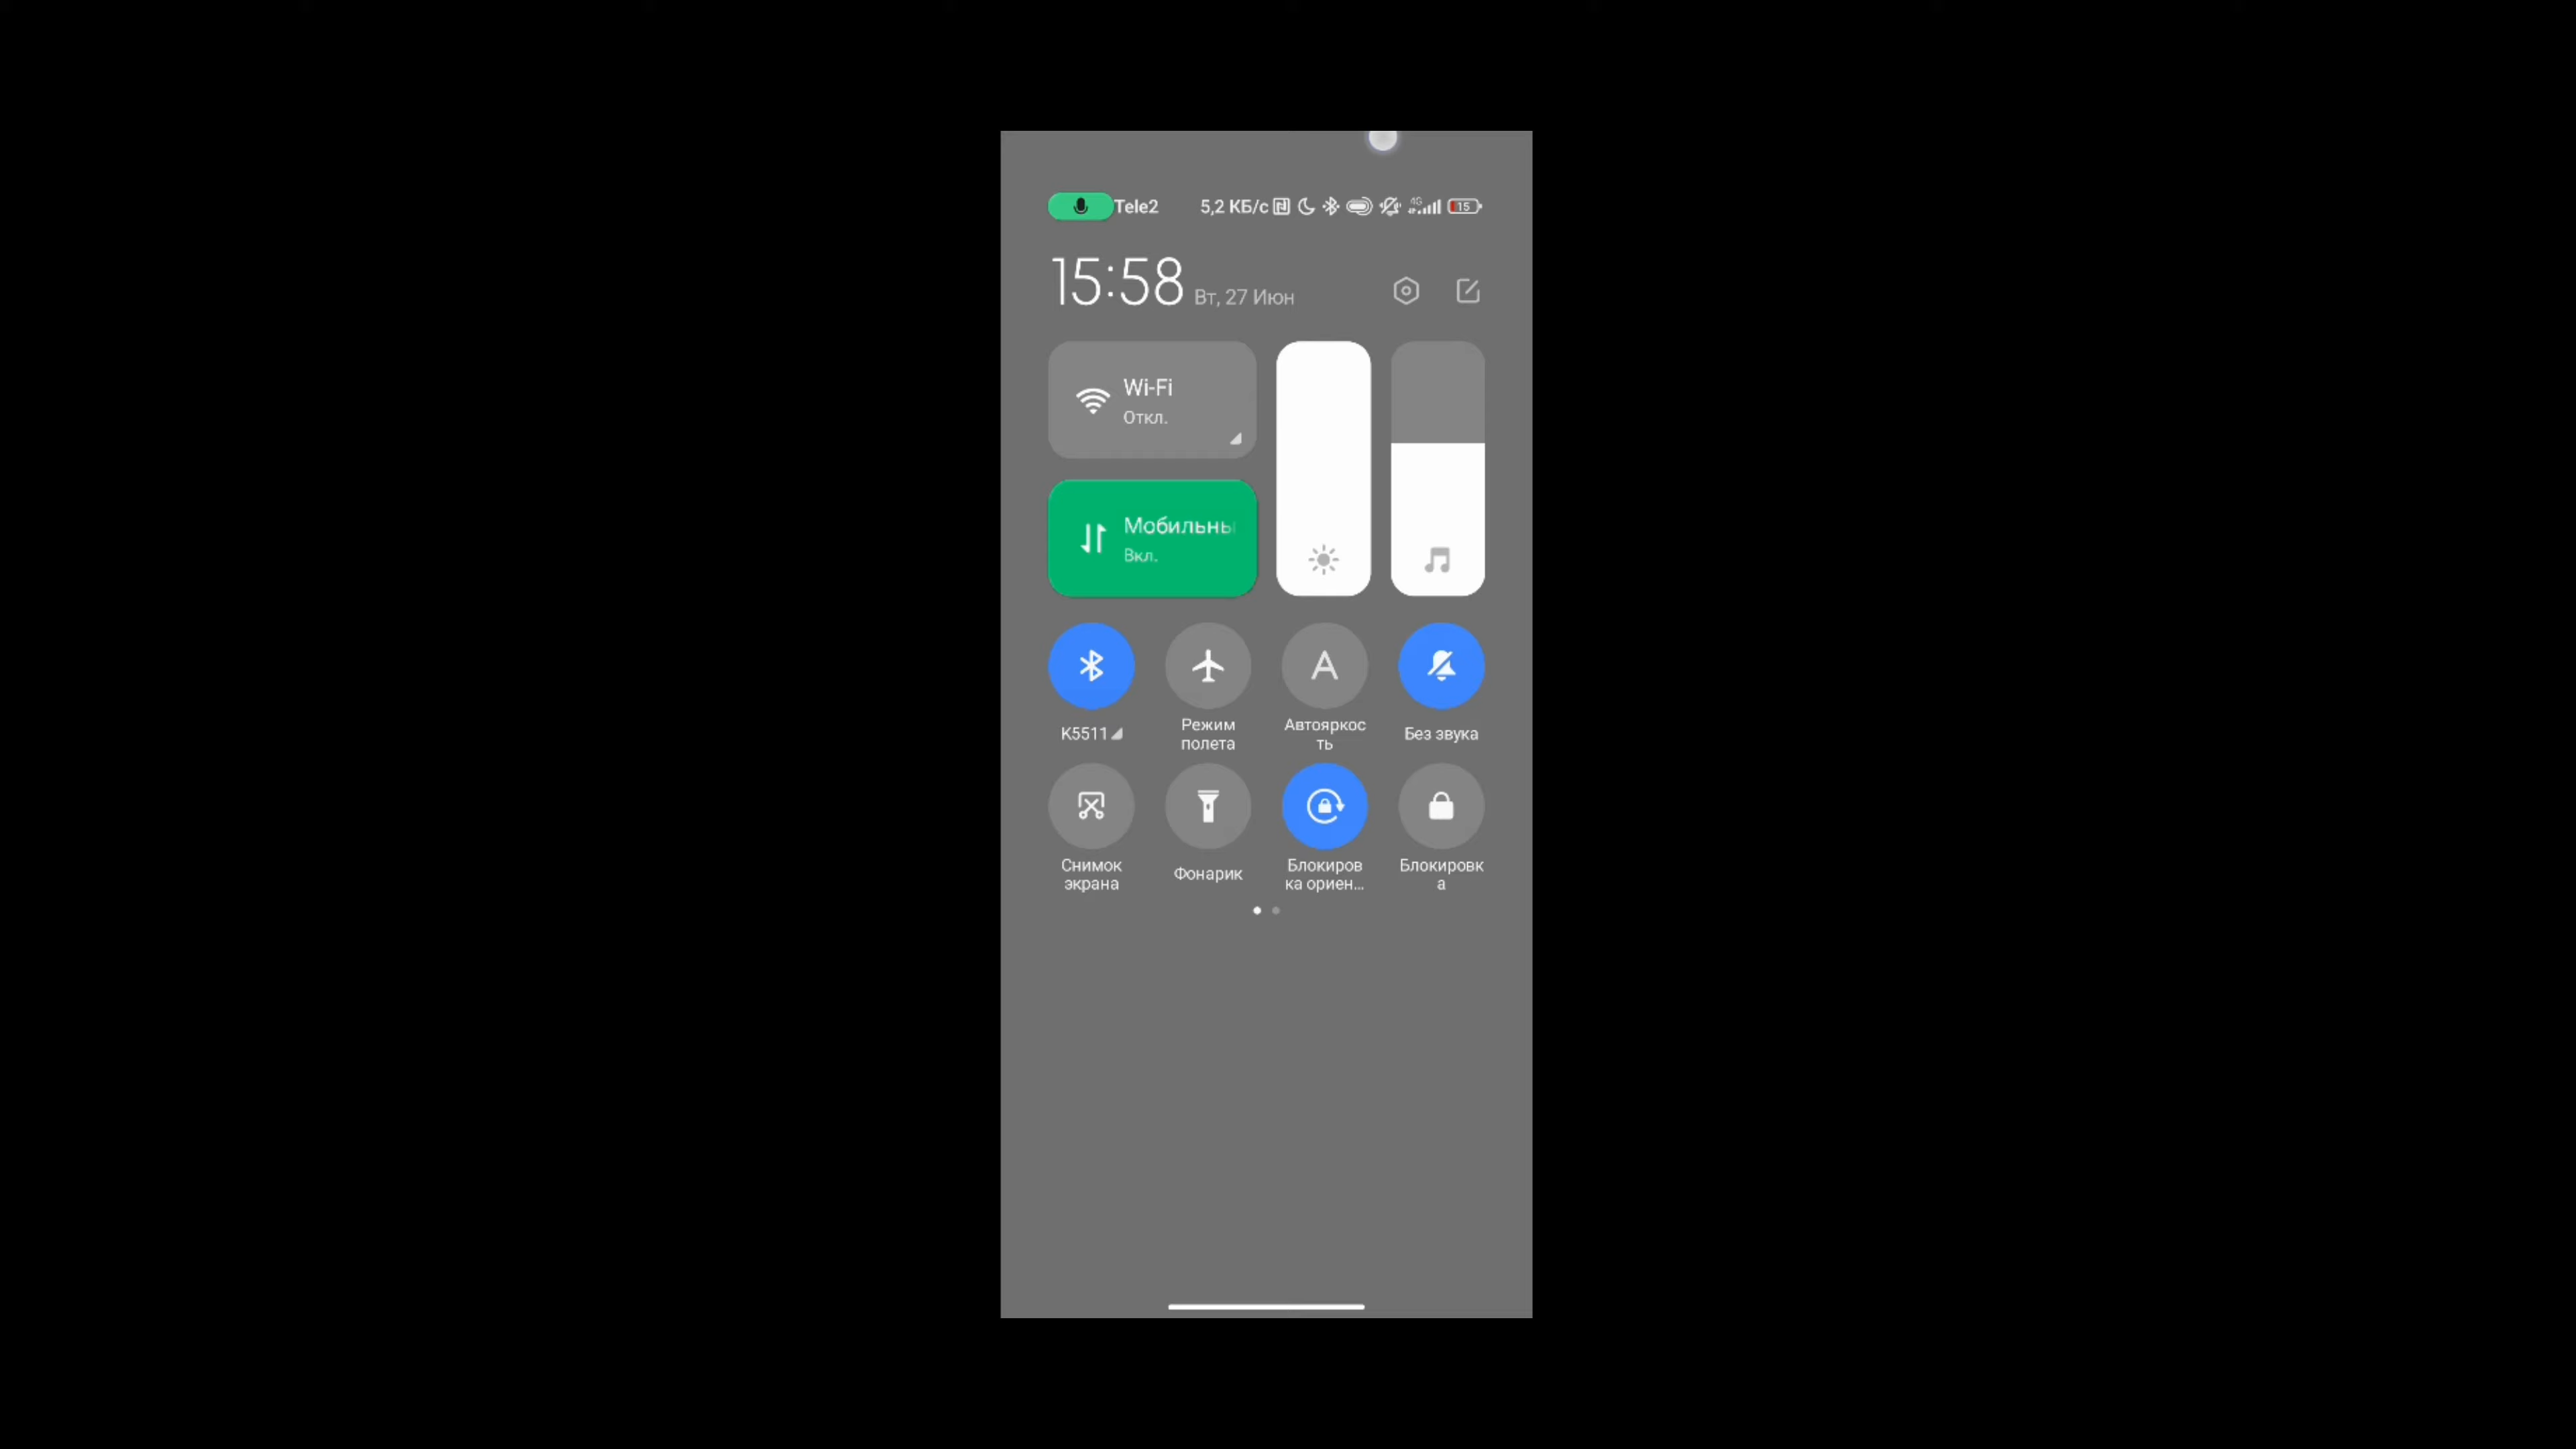 Tele2 5,2 КБ/с 4G 15
15:58 Вт, 27 Июн
Wi-Fi
Откл.
Мобильны
Вкл.
K5511
Режим
полета
Автояркос
ть
Без звука
Снимок
экрана
Фонарик
Блокиров
ка ориен...
Блокировк
а